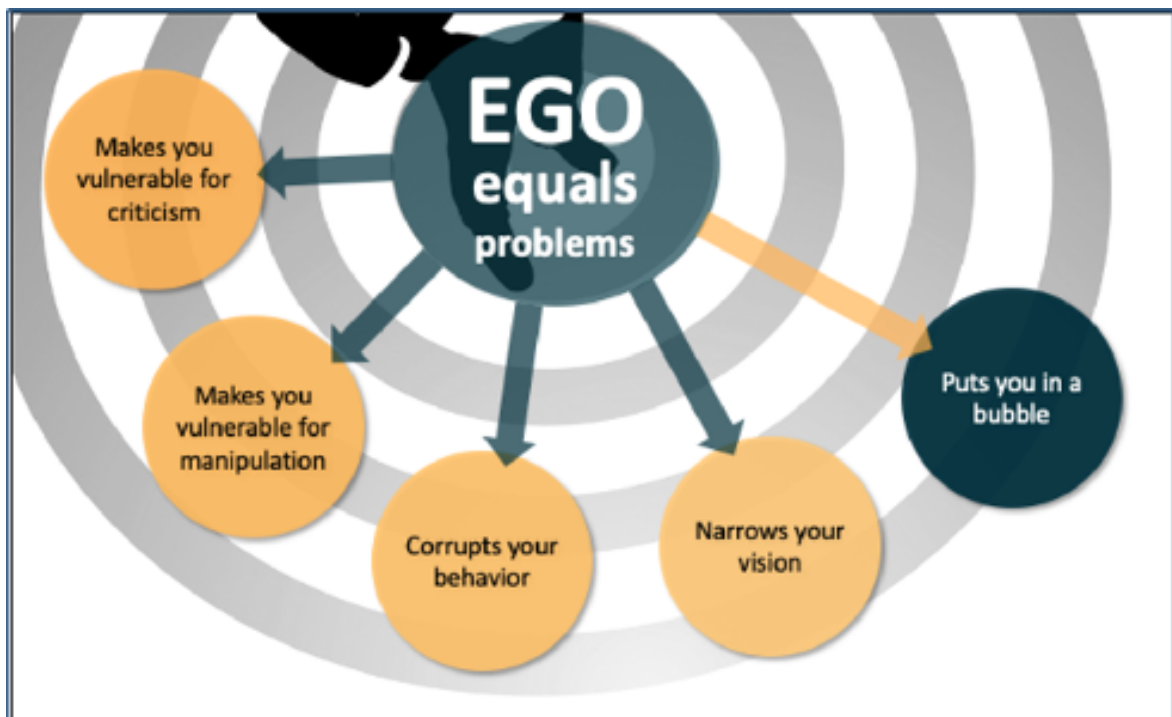 EGO
equals
problems
Makes you
vulnerable for
criticism
Makes you
vulnerable for
manipulation
Corrupts your
behavior
Narrows your
vision
Puts you in a
bubble